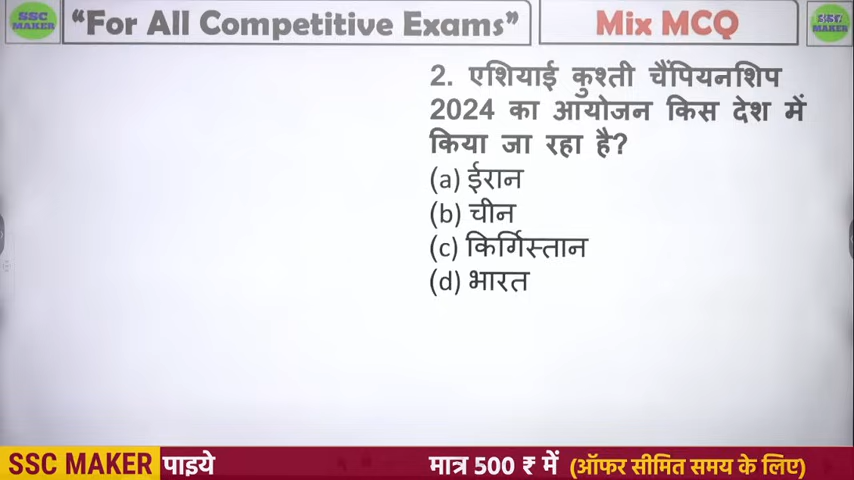 SSC MAKER
“For All Competitive Exams”
Mix MCQ
SSC MAKER
2. एशियाई कुश्ती चैंपियनशिप
2024 का आयोजन किस देश में
किया जा रहा है?
(a) ईरान
(b) चीन
(c) किर्गिस्तान
(d) भारत
SSC MAKER पाइये मात्र 500 ₹ में (ऑफर सीमित समय के लिए)